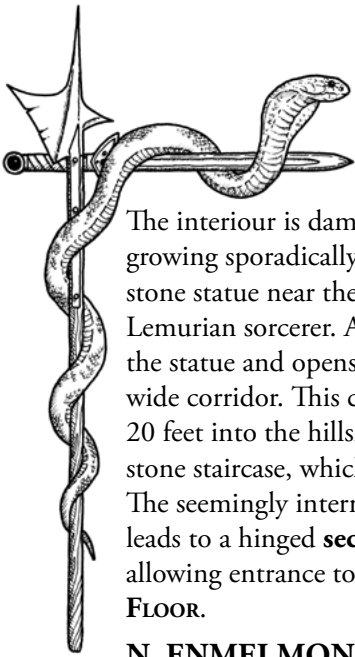 The interiour is dam
growing sporadically
stone statue near the
Lemurian sorcerer. A
the statue and opens
wide corridor. This c
20 feet into the hills
stone staircase, which
The seemingly
leads to a hinged sec
allowing entrance to
FLOOR.
N. ENMELMON